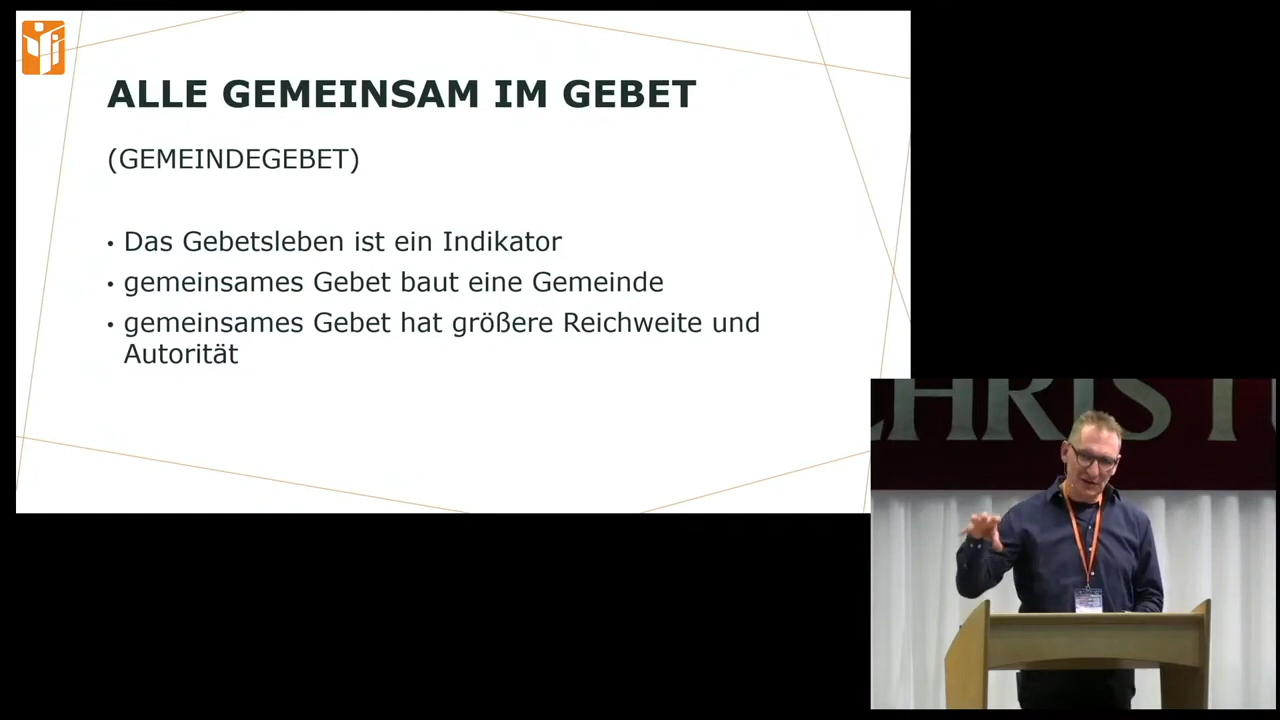 ALLE GEMEINSAM IM GEBET
(GEMEINDEGEBET)
• Das Gebetsleben ist ein Indikator
• gemeinsames Gebet baut eine Gemeinde
• gemeinsames Gebet hat größere Reichweite und
Autorität